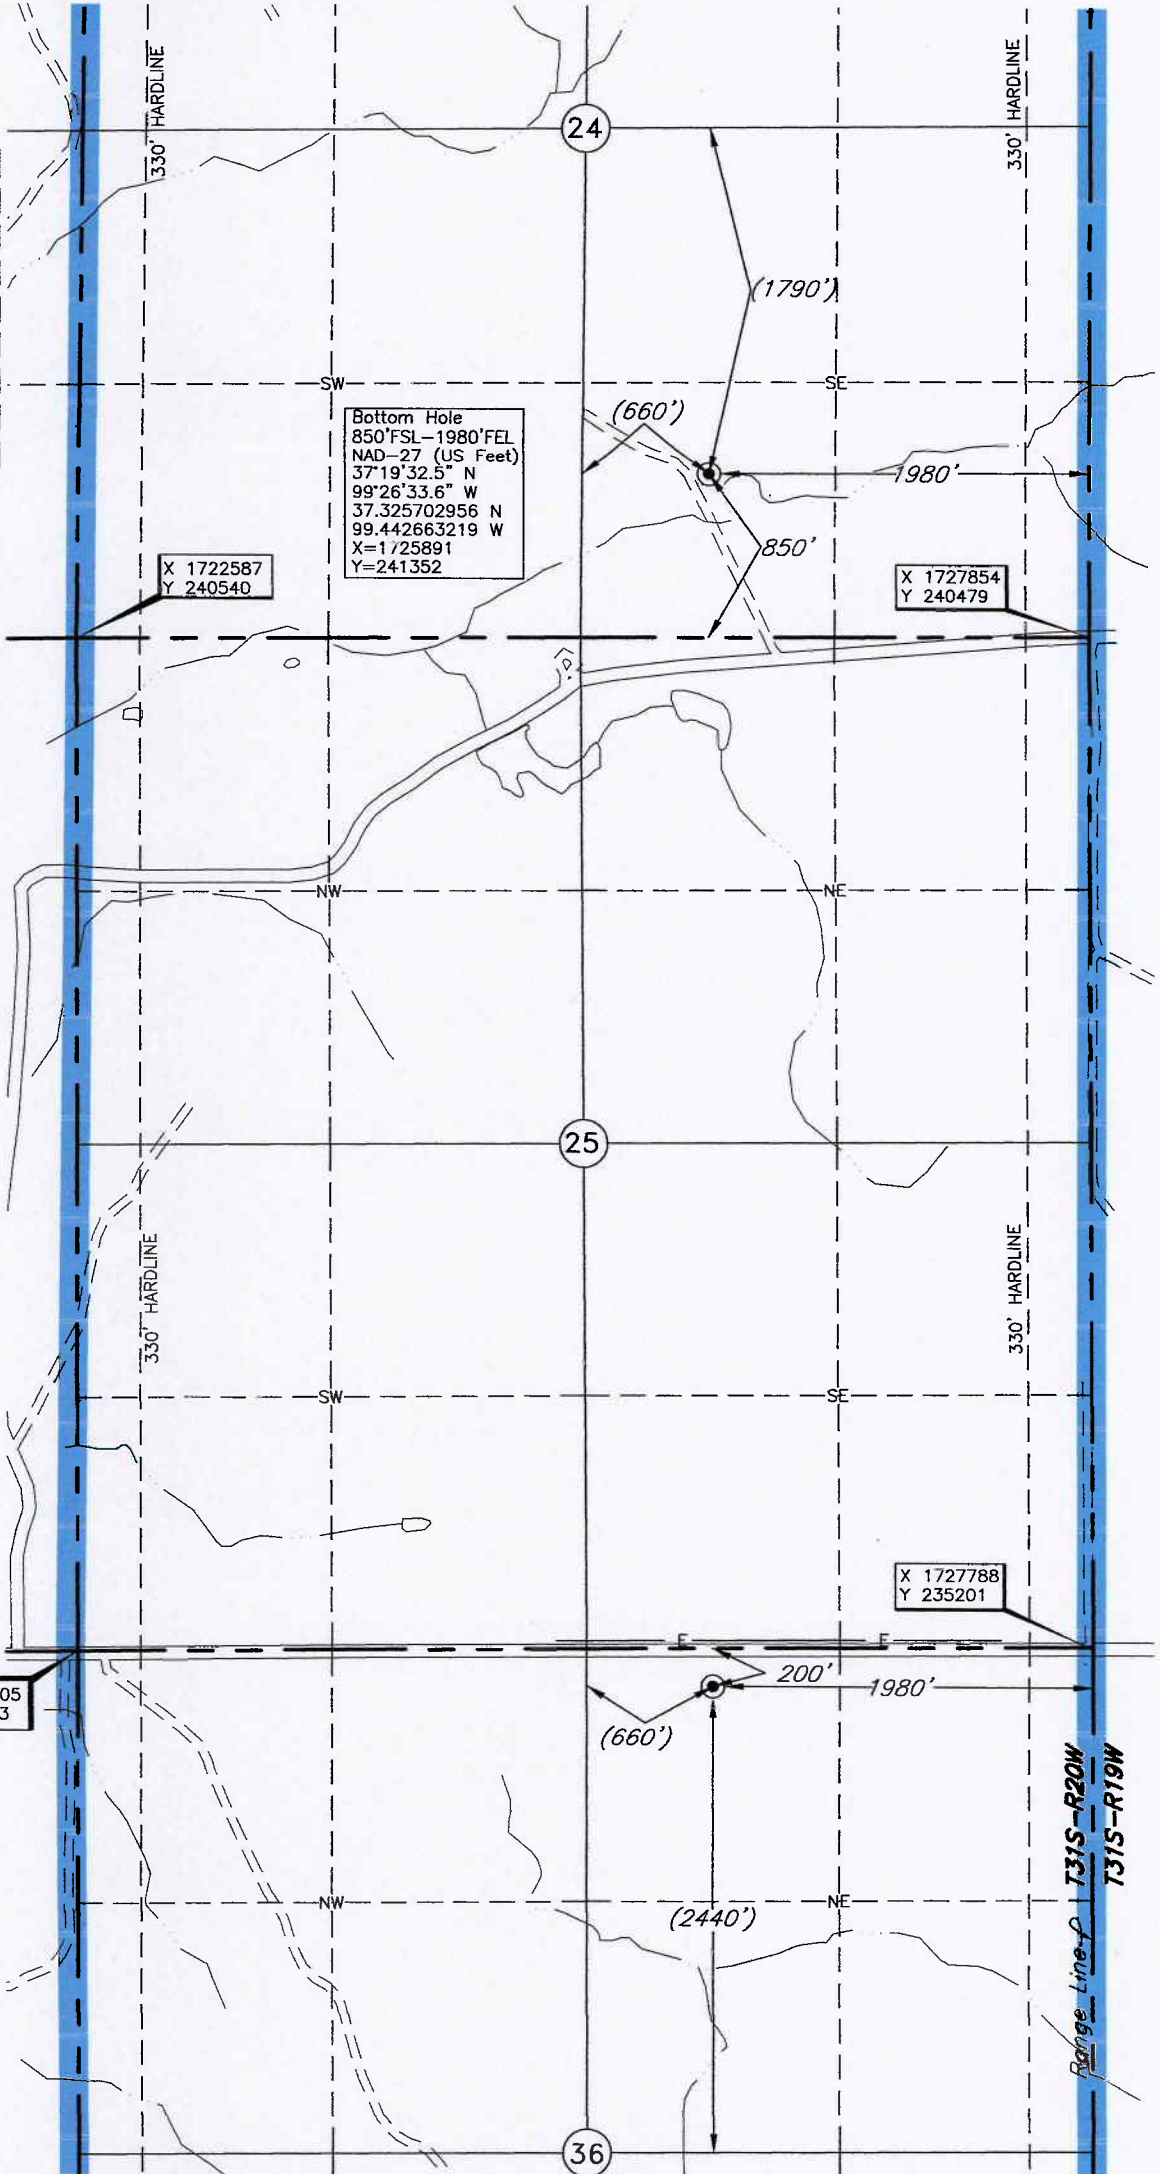 330' HARDLINE
330' HARDLINE
24
(1790')
SW
SE
(660')
Bottom Hole
850'FSL-1980'FEL
NAD-27 (US Feet)
37°19'32.5" N
99°26'33.6" W
37.325702956 N
99.442663219 W
X=1725891
Y=241352
1980'
850'
X 1722587
Y 240540
X 1727854
Y 240479
NW
NE
25
330' HARDLINE
330' HARDLINE
SW
SE
X 1727788
Y 235201
E
E
05
3
200'
1980'
(660')
T31S-R20W
T31S-R19W
NW
NE
(2440')
Range Line
36